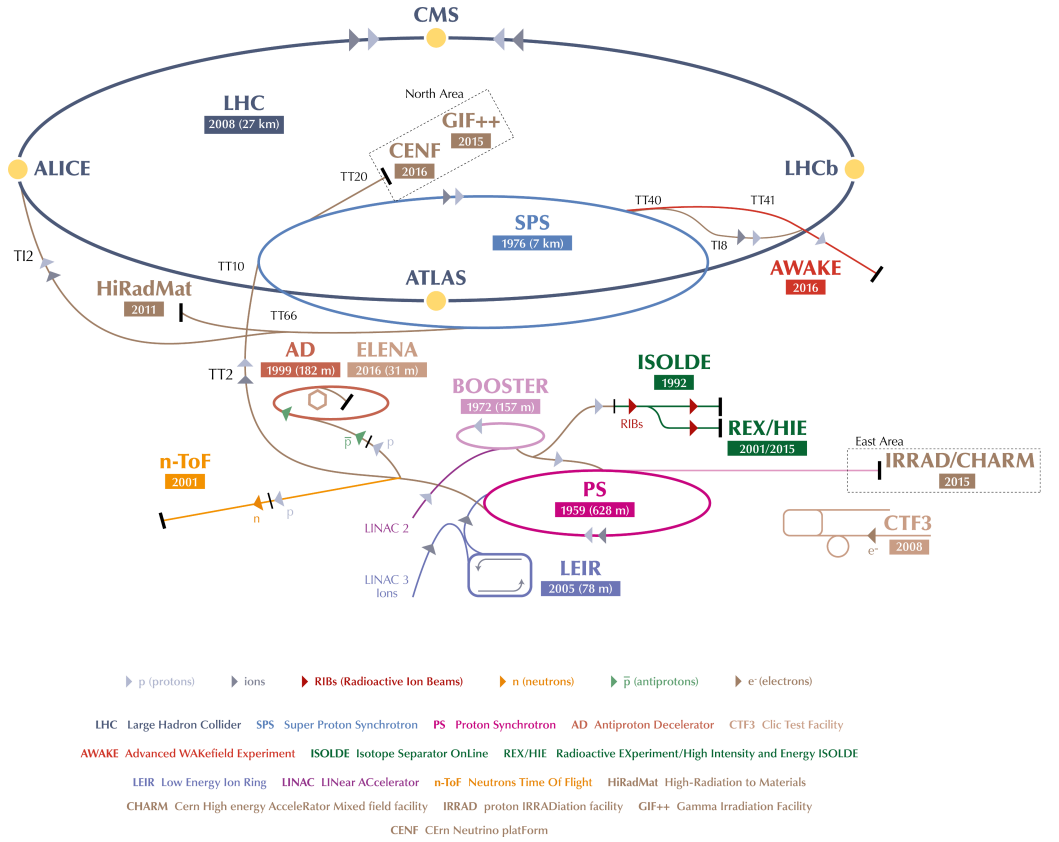 CMS
North Area
LHC
2008 (27 km)
GIF++
2015
CENF
2016
TT20
ALICE
LHCb
TT40
TT41
SPS
1976 (7 km)
TI8
TI2
TT10
ATLAS
AWAKE
2016
HiRadMat
2011
TT66
AD
1999 (182 m)
ELENA
2016 (31 m)
TT2
ISOLDE
1992
BOOSTER
1972 (157 m)
RIBs
REX/HIE
2001/2015
p̅
p
East Area
n-ToF
2001
IRRAD/CHARM
2015
PS
1959 (628 m)
n
p
LINAC 2
CTF3
2008
e-
LEIR
2005 (78 m)
LINAC 3
Ions
p (protons) ions RIBs (Radioactive Ion Beams) n (neutrons) p̅ (antiprotons) e- (electrons)
LHC Large Hadron Collider SPS Super Proton Synchrotron PS Proton Synchrotron AD Antiproton Decelerator CTF3 Clic Test Facility
AWAKE Advanced WAKefield Experiment ISOLDE Isotope Separator OnLine REX/HIE Radioactive EXperiment/High Intensity and Energy ISOLDE
LEIR Low Energy Ion Ring LINAC LINear ACcelerator n-ToF Neutrons Time Of Flight HiRadMat High-Radiation to Materials
CHARM Cern High energy AcceleRator Mixed field facility IRRAD proton IRRADiation facility GIF++ Gamma Irradiation Facility
CENF CErn Neutrino platForm